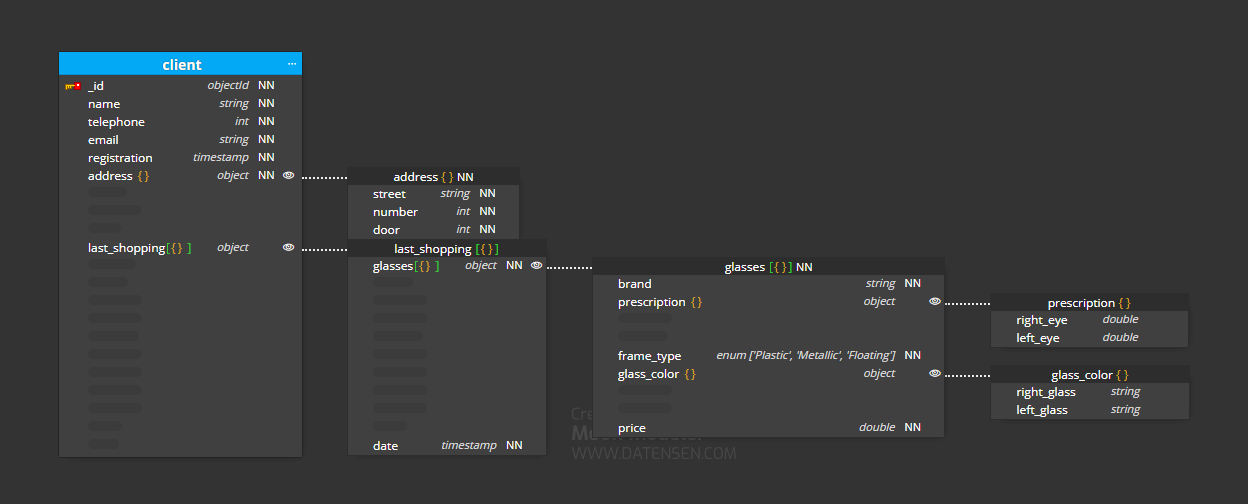 client ...
_id objectId NN
name string NN
telephone int NN
email string NN
registration timestamp NN
address {} object NN
last_shopping[{} ] object
address {} NN
street string NN
number int NN
door int NN
last_shopping [{}]
glasses[{} ] object NN
date timestamp NN
glasses [{}] NN
brand string NN
prescription {} object
frame_type enum ['Plastic', 'Metallic', 'Floating'] NN
glass_color {} object
price double NN
prescription {}
right_eye double
left_eye double
glass_color {}
right_glass string
left_glass string
WWW.DATENSEN.COM